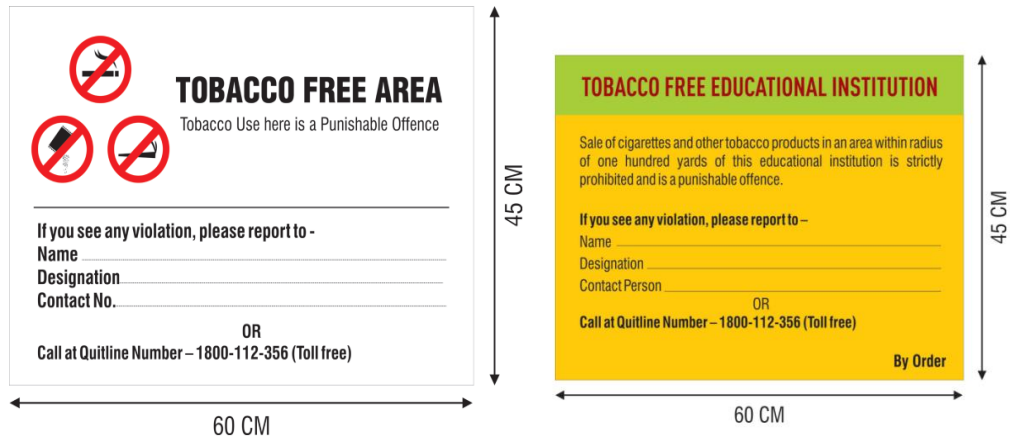 TOBACCO FREE AREA
Tobacco Use here is a Punishable Offence
If you see any violation, please report to -
Name
Designation
Contact No.
OR
Call at Quitline Number – 1800-112-356 (Toll free)
45 CM
60 CM
TOBACCO FREE EDUCATIONAL INSTITUTION
Sale of cigarettes and other tobacco products in an area within radius
of one hundred yards of this educational institution is strictly
prohibited and is a punishable offence.
If you see any violation, please report to –
Name
Designation
Contact Person
OR
Call at Quitline Number – 1800-112-356 (Toll free)
By Order
45 CM
60 CM